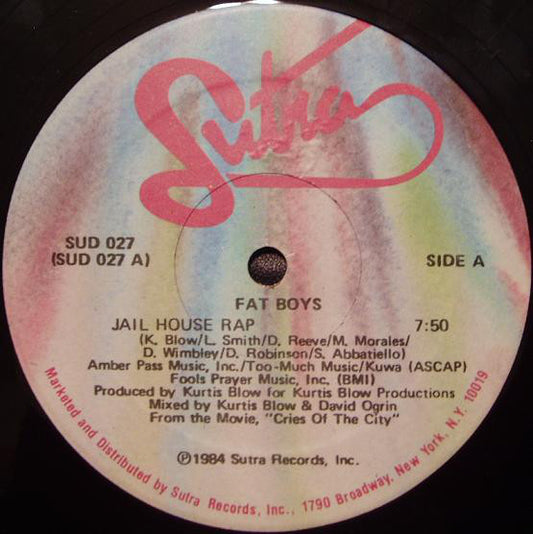 Sutra
SUD 027
(SUD 027 A)
SIDE A
FAT BOYS
JAIL HOUSE RAP 7:50
(K. Blow/L. Smith/D. Reeve/M. Morales/
D. Wimbley/D. Robinson/S. Abbatiello)
Amber Pass Music, Inc./Too-Much Music/Kuwa (ASCAP)
Fools Prayer Music, Inc. (BMI)
Produced by Kurtis Blow for Kurtis Blow Productions
Mixed by Kurtis Blow & David Ogrin
From the Movie, "Cries Of The City"
℗1984 Sutra Records, Inc.
Marketed and Distributed by Sutra Records, Inc., 1790 Broadway, New York, N.Y. 10019